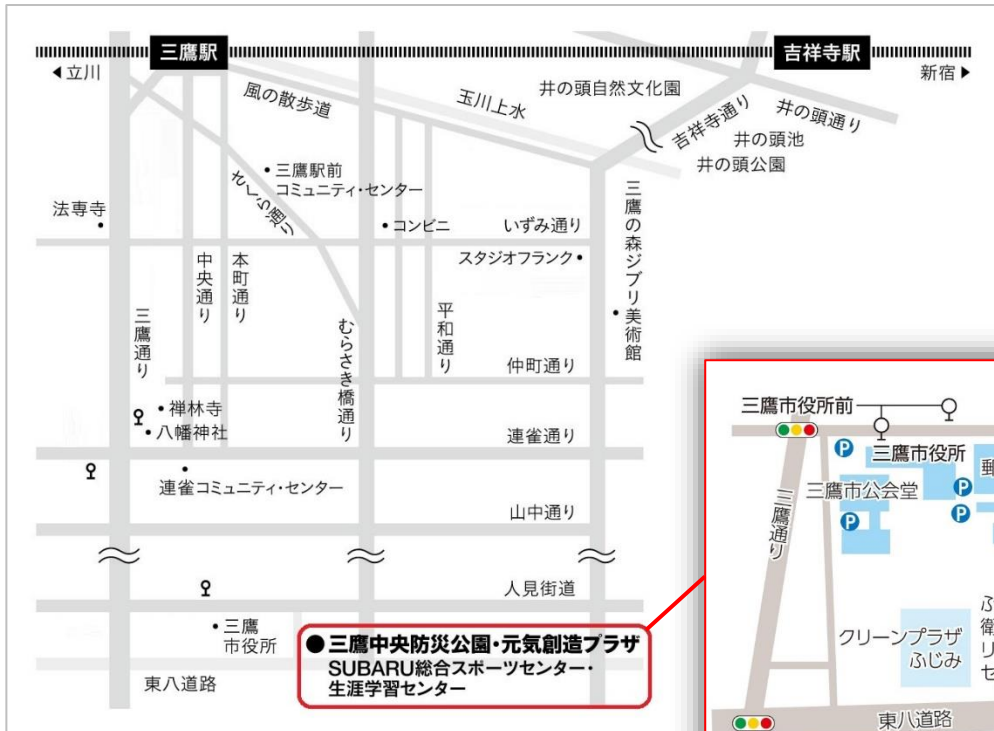 三鷹駅
吉祥寺駅
立川
新宿
風の散歩道
玉川上水
井の頭自然文化園
吉祥寺通り
井の頭通り
井の頭池
井の頭公園
三鷹駅前
コミュニティ・センター
さくら通り
法専寺
コンビニ
いずみ通り
スタジオフランク
三鷹の森ジブリ美術館
中央通り
本町通り
三鷹通り
むらさき橋通り
平和通り
仲町通り
禅林寺
八幡神社
連雀通り
連雀コミュニティ・センター
山中通り
人見街道
三鷹
市役所
東八道路
三鷹中央防災公園・元気創造プラザ
SUBARU総合スポーツセンター・
生涯学習センター
三鷹市役所前
P
三鷹市役所
郵
三鷹市公会堂
P
P
P
三鷹通り
クリーンプラザ
ふじみ
ふ
衛
リ
セ
東八道路